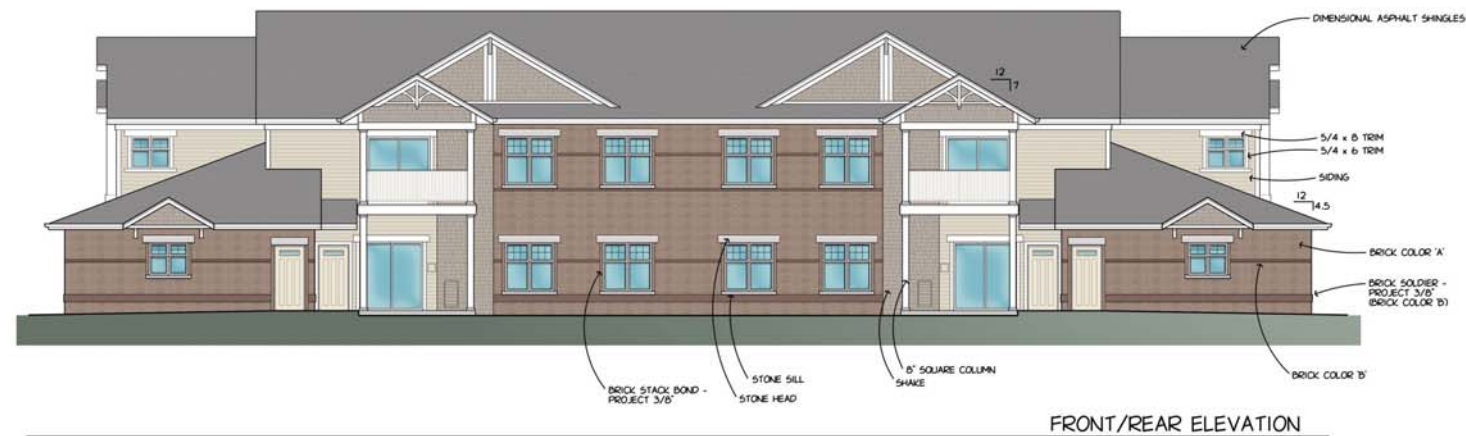 DIMENSIONAL ASPHALT SHINGLES
12
7
5/4 x 8 TRIM
5/4 x 6 TRIM
SIDING
12
4.5
BRICK COLOR 'A'
BRICK SOLDIER -
PROJECT 3/8"
(BRICK COLOR 'B')
BRICK COLOR 'B'
8" SQUARE COLUMN
SHAKE
STONE SILL
STONE HEAD
BRICK STACK BOND -
PROJECT 3/8"
FRONT/REAR ELEVATION